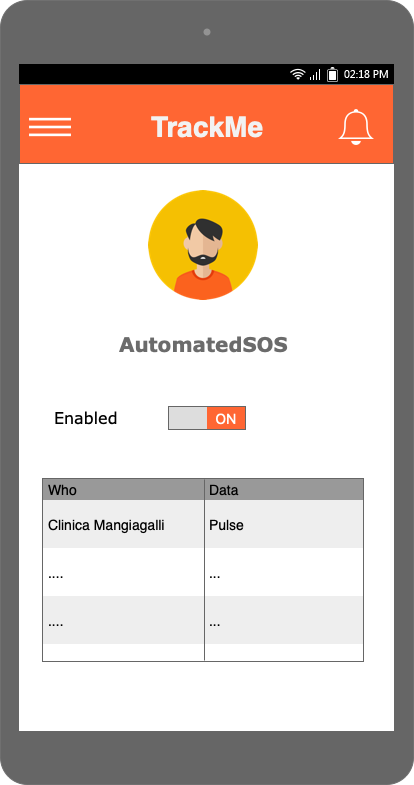 02:18 PM
TrackMe
AutomatedSOS
Enabled ON
Who Data
Clinica Mangiagalli Pulse
.... ...
.... ...